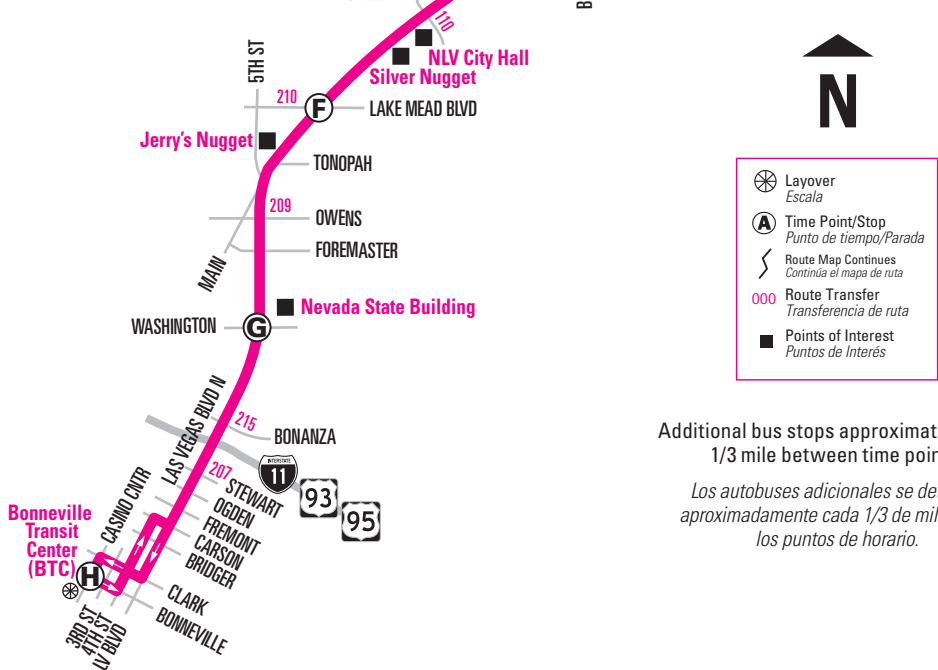 110
B
NLV City Hall
Silver Nugget
5TH ST
210
F
LAKE MEAD BLVD
Jerry's Nugget
TONOPAH
209
OWENS
FOREMASTER
MAIN
Nevada State Building
WASHINGTON
G
LAS VEGAS BLVD N
215
BONANZA
INTERSTATE
11
93
95
207
STEWART
OGDEN
FREMONT
CARSON
BRIDGER
CASINO CNTR
Bonneville
Transit
Center
(BTC)
H
CLARK
BONNEVILLE
3RD ST
4TH ST
LV BLVD
N
Layover
Escala
A
Time Point/Stop
Punto de tiempo/Parada
Route Map Continues
Continúa el mapa de ruta
000
Route Transfer
Transferencia de ruta
Points of Interest
Puntos de Interés
Additional bus stops approximat
1/3 mile between time poin
Los autobuses adicionales se de
aproximadamente cada 1/3 de mil
los puntos de horario.